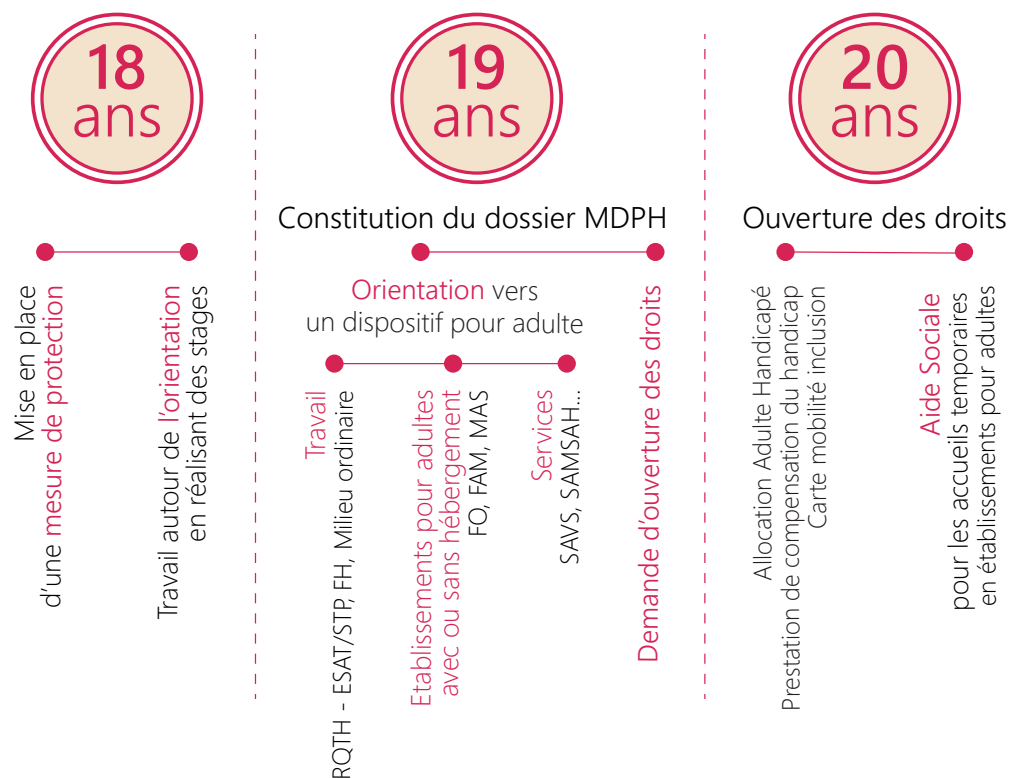 18
ans
Mise en place
d'une mesure de protection
Travail autour de l'orientation
en réalisant des stages
19
ans
Constitution du dossier MDPH
Orientation vers
un dispositif pour adulte
Travail
RQTH - ESAT/STP, FH, Milieu ordinaire
Etablissements pour adultes
avec ou sans hébergement
FO, FAM, MAS
Services
SAVS, SAMSAH...
Demande d'ouverture des droits
20
ans
Ouverture des droits
Allocation Adulte Handicapé
Prestation de compensation du handicap
Carte mobilité inclusion
Aide Sociale
pour les accueils temporaires
en établissements pour adultes